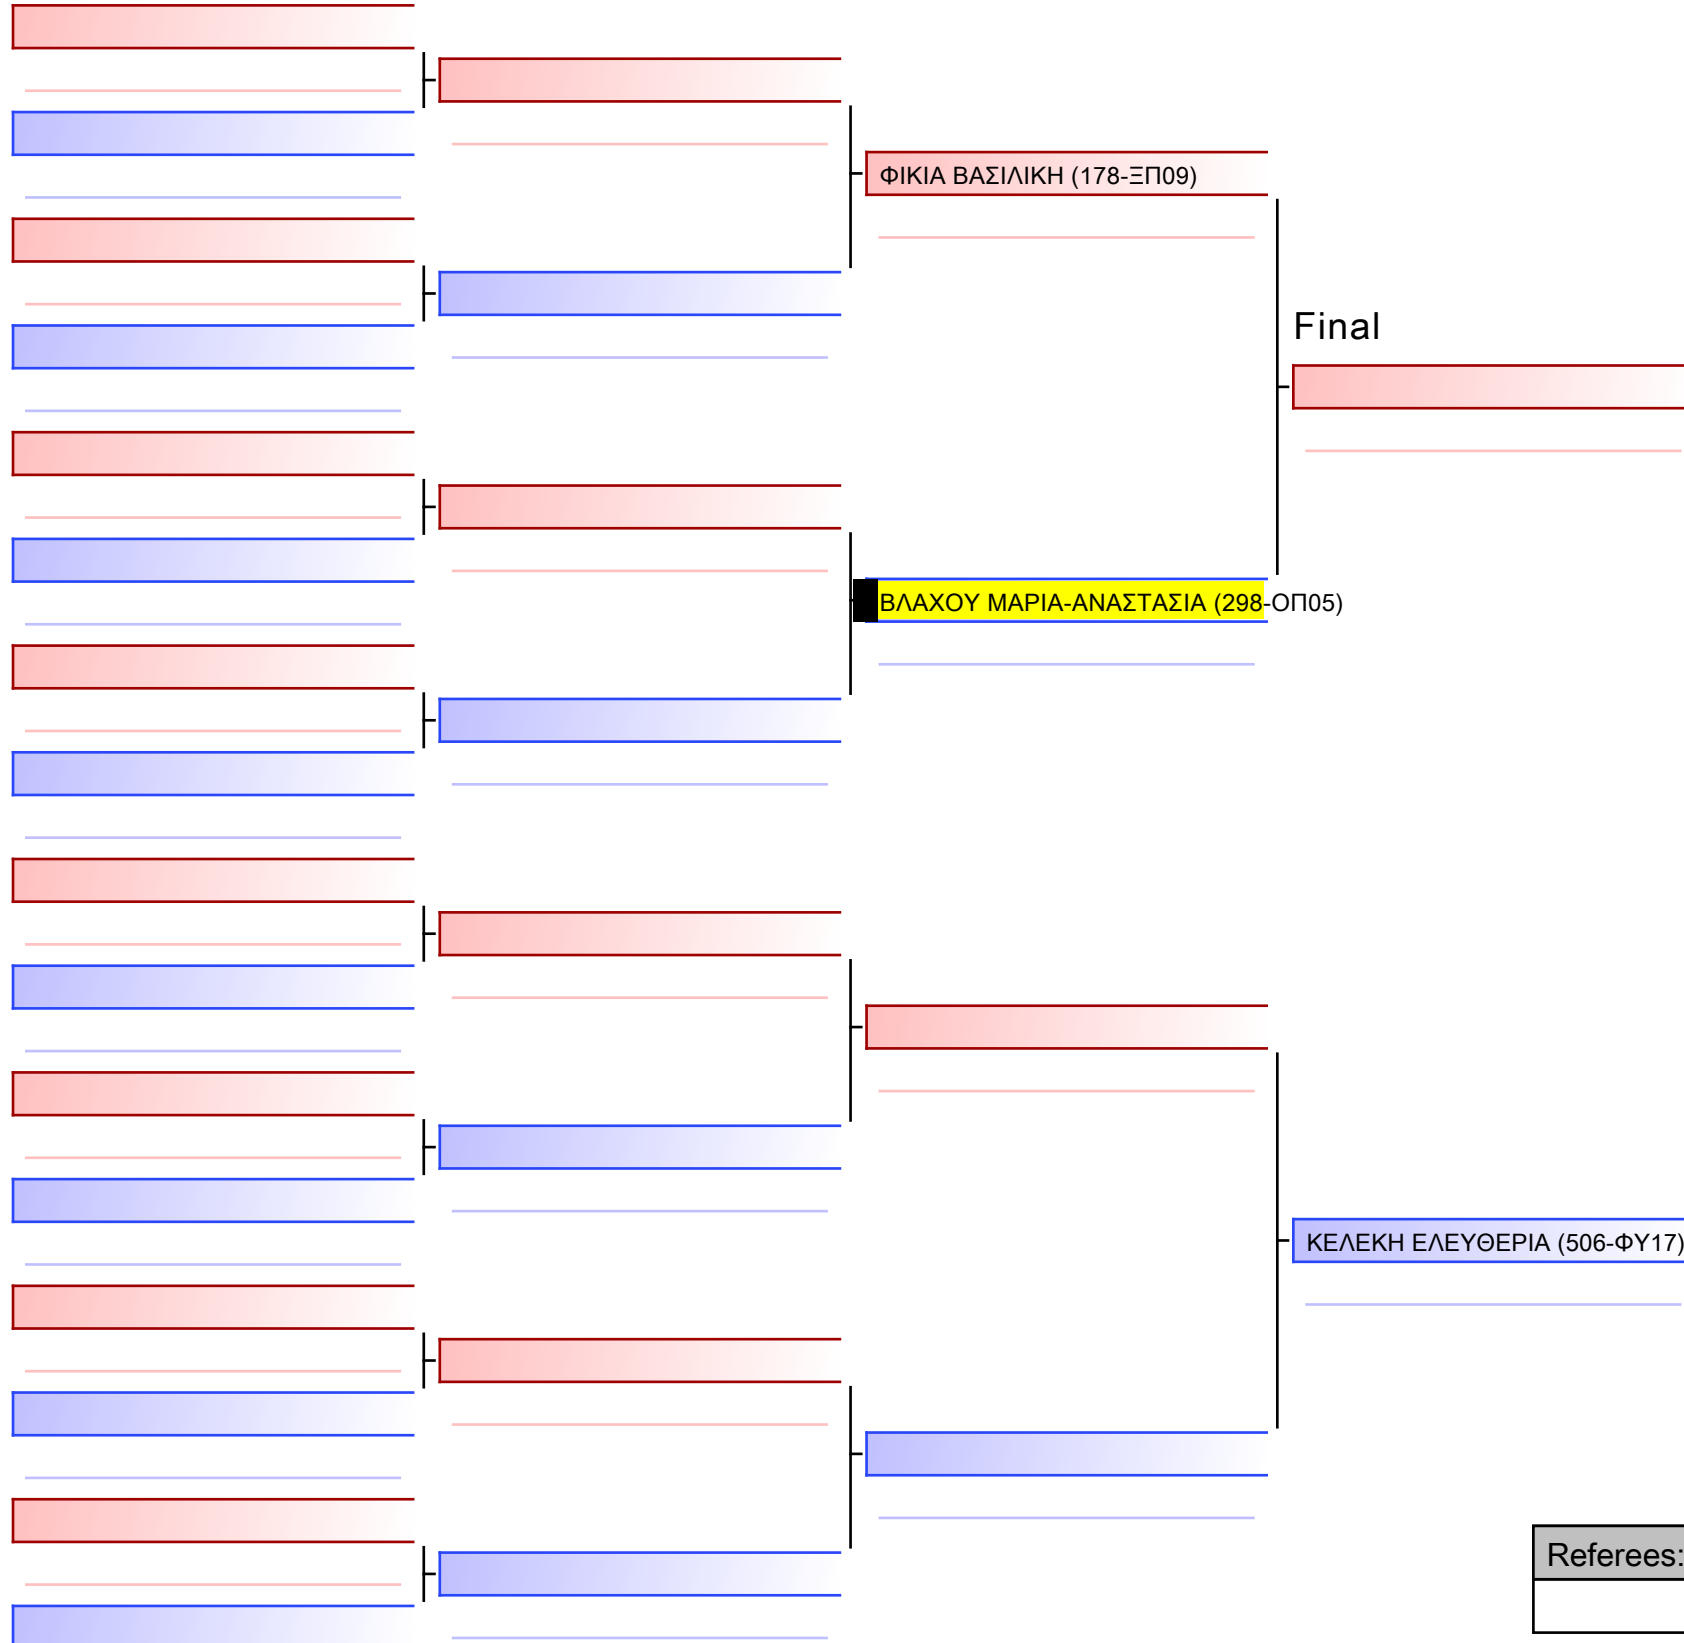 ΦΙΚΙΑ ΒΑΣΙΛΙΚΗ (178-ΞΠ09)
Final
ΒΛΑΧΟΥ ΜΑΡΙΑ-ΑΝΑΣΤΑΣΙΑ (298-ΟΠ05)
ΚΕΛΕΚΗ ΕΛΕΥΘΕΡΙΑ (506-ΦΥ17)
Referees: